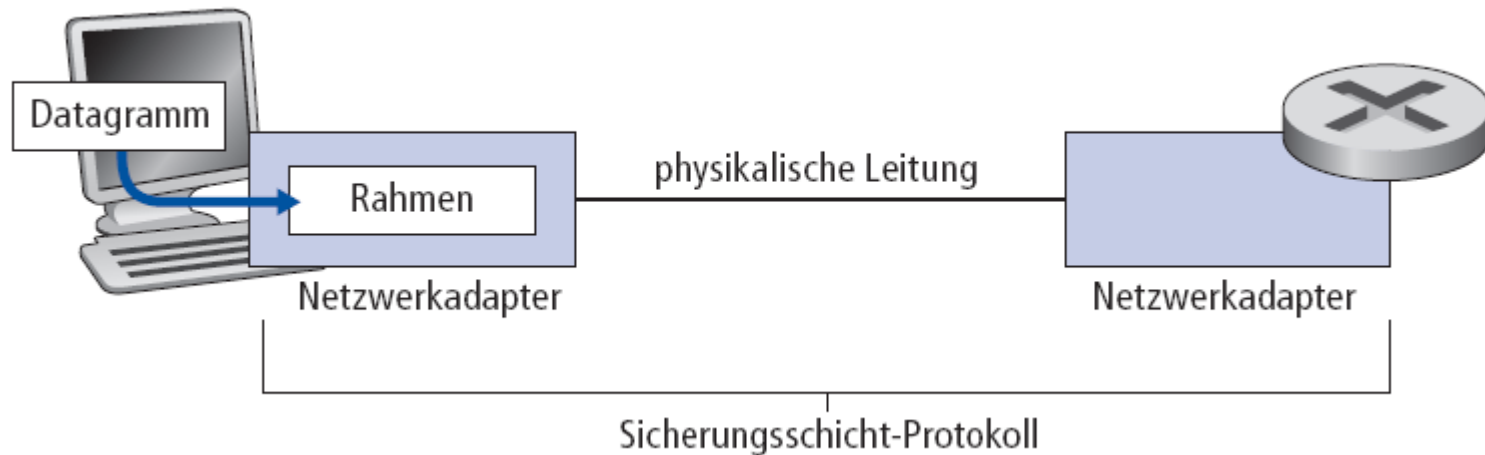 Datagramm
Rahmen
physikalische Leitung
Netzwerkadapter
Netzwerkadapter
Sicherungsschicht-Protokoll